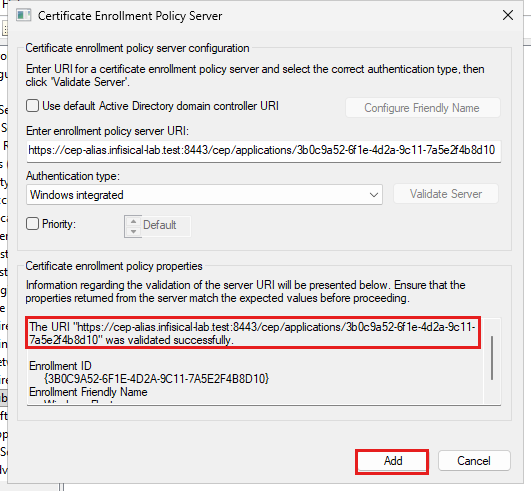 Certificate Enrollment Policy Server
Certificate enrollment policy server configuration
Enter URI for a certificate enrollment policy server and select the correct authentication type, then
click 'Validate Server'.
Use default Active Directory domain controller URI
Configure Friendly Name
Enter enrollment policy server URI:
https://cep-alias.infisical-lab.test:8443/cep/applications/3b0c9a52-6f1e-4d2a-9c11-7a5e2f4b8d10
Authentication type:
Windows integrated
Validate Server
Priority:
Default
Certificate enrollment policy properties
Information regarding the validation of the server URI will be presented below. Ensure that the
properties returned from the server match the expected values before proceeding.
The URI "https://cep-alias.infisical-lab.test:8443/cep/applications/3b0c9a52-6f1e-4d2a-9c11-
7a5e2f4b8d10" was validated successfully.
Enrollment ID
{3B0C9A52-6F1E-4D2A-9C11-7A5E2F4B8D10}
Enrollment Friendly Name
Add
Cancel